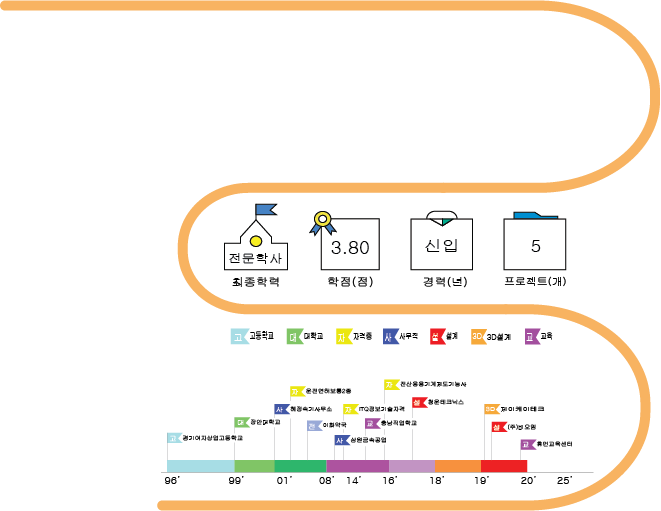 전문학사
3.80
신입
5
최종학력
학점(점)
경력(년)
프로젝트(개)
고 고등학교
대 대학교
자 자격증
사 사무직
설 설계
3D 3D설계
교 교육
자 전산응용기계제도기능사
자 운전면허보통2종
설 청운테크닉스
사 혜정속기사무소
자 ITQ정보기술자격
3D 제이케이테크
대 장안대학교
전 이화약국
교 충남직업학교
설 (주)성오원
고 경기여자상업고등학교
사 삼원금속공업
교 휴먼교육센터
96’
99’
01’
08’
14’
16’
18’
19’
20’
25’